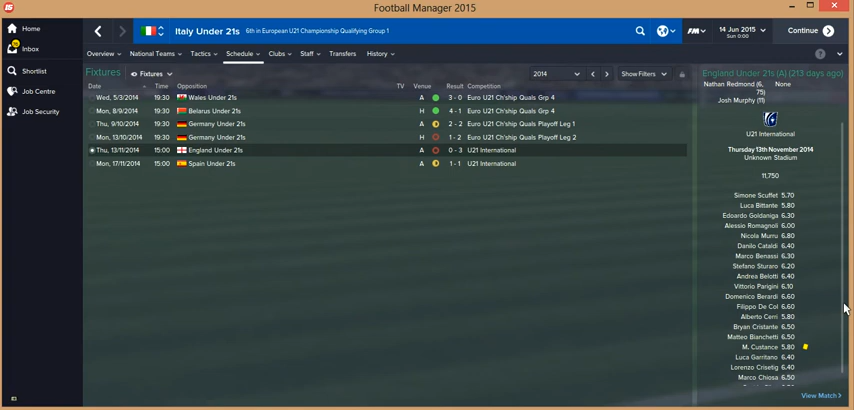 Football Manager 2015
Home
Inbox
Shortlist
Job Centre
Job Security
Italy Under 21s 6th in European U21 Championship Qualifying Group 1
FM
14 Jun 2015
Sun 0:00
Continue
Overview National Teams Tactics Schedule Clubs Staff Transfers History
Fixtures Fixtures 2014 Show Filters
Date Time Opposition TV Venue Result Competition
Wed, 5/3/2014 19:30 Wales Under 21s A 3 - 0 Euro U21 Ch'ship Quals Grp 4
Mon, 8/9/2014 19:30 Belarus Under 21s H 4 - 1 Euro U21 Ch'ship Quals Grp 4
Thu, 9/10/2014 19:30 Germany Under 21s A 2 - 2 Euro U21 Ch'ship Quals Playoff Leg 1
Mon, 13/10/2014 19:30 Germany Under 21s H 1 - 2 Euro U21 Ch'ship Quals Playoff Leg 2
Thu, 13/11/2014 15:00 England Under 21s A 0 - 3 U21 International
Mon, 17/11/2014 15:00 Spain Under 21s A 1 - 1 U21 International
England Under 21s (A) (213 days ago)
Nathan Redmond (6, None
75)
Josh Murphy (11)
U21 International
Thursday 13th November 2014
Unknown Stadium
11,750
Simone Scuffet 5.70
Luca Bittante 5.80
Edoardo Goldaniga 6.30
Alessio Romagnoli 6.00
Nicola Murru 6.80
Danilo Cataldi 6.40
Marco Benassi 6.30
Stefano Sturaro 6.20
Andrea Belotti 6.40
Vittorio Parigini 6.10
Domenico Berardi 6.60
Filippo De Col 6.60
Alberto Cerri 5.80
Bryan Cristante 6.50
Matteo Bianchetti 6.50
M. Custance 5.80
Luca Garritano 6.40
Lorenzo Crisetig 6.40
Marco Chiosa 6.50
View Match